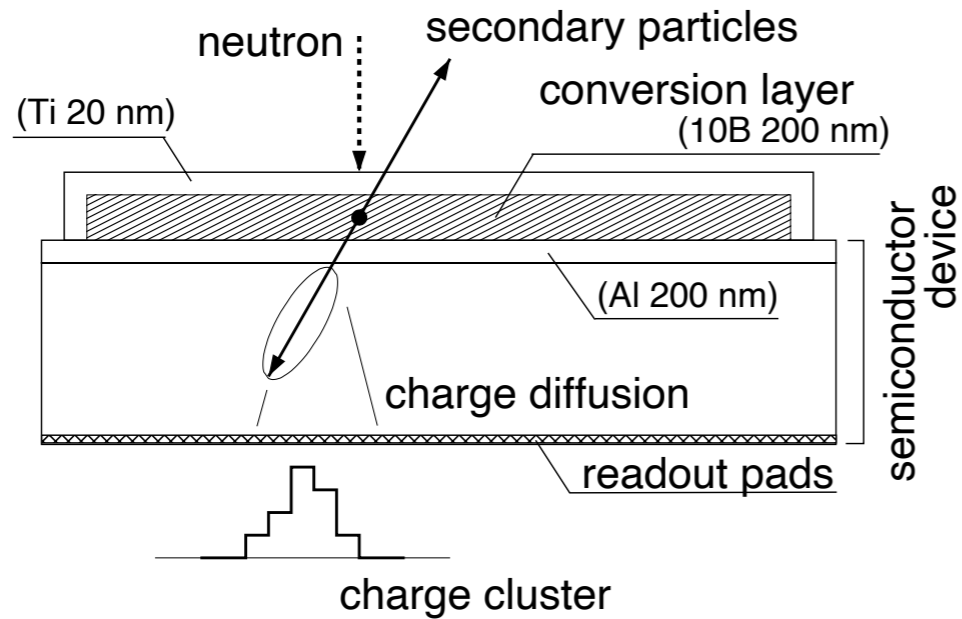 secondary particles
neutron
conversion layer
(Ti 20 nm)
(10B 200 nm)
(Al 200 nm)
semiconductor
device
charge diffusion
readout pads
charge cluster